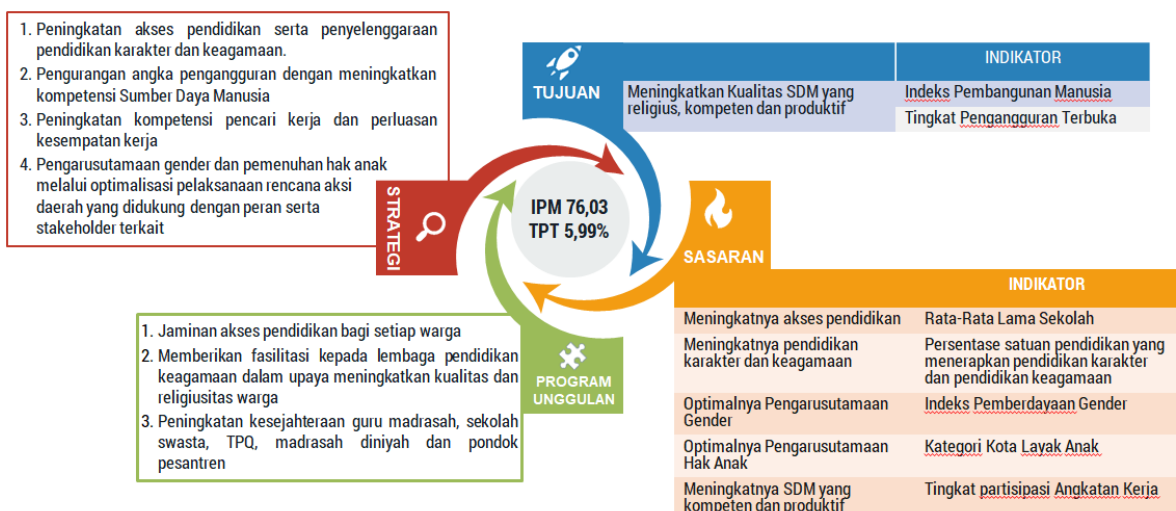 1. Peningkatan akses pendidikan serta penyelenggaraan
pendidikan karakter dan keagamaan.
2. Pengurangan angka pengangguran dengan meningkatkan
kompetensi Sumber Daya Manusia
3. Peningkatan kompetensi pencari kerja dan perluasan
kesempatan kerja
4. Pengarusutamaan gender dan pemenuhan hak anak
melalui optimalisasi pelaksanaan rencana aksi
daerah yang didukung dengan peran serta
stakeholder terkait
STRATEGI
TUJUAN
INDIKATOR
Meningkatkan Kualitas SDM yang
religius, kompeten dan produktif
Indeks Pembangunan Manusia
Tingkat Pengangguran Terbuka
IPM 76,03
TPT 5,99%
SASARAN
INDIKATOR
Meningkatnya akses pendidikan
Rata-Rata Lama Sekolah
Meningkatnya pendidikan
karakter dan keagamaan
Persentase satuan pendidikan yang
menerapkan pendidikan karakter
dan pendidikan keagamaan
Optimalnya Pengarusutamaan
Gender
Indeks Pemberdayaan Gender
Optimalnya Pengarusutamaan
Hak Anak
Kategori Kota Layak Anak
Meningkatnya SDM yang
kompeten dan produktif
Tingkat partisipasi Angkatan Kerja
PROGRAM
UNGGULAN
1. Jaminan akses pendidikan bagi setiap warga
2. Memberikan fasilitasi kepada lembaga pendidikan
keagamaan dalam upaya meningkatkan kualitas dan
religiusitas warga
3. Peningkatan kesejahteraan guru madrasah, sekolah
swasta, TPQ, madrasah diniyah dan pondok
pesantren